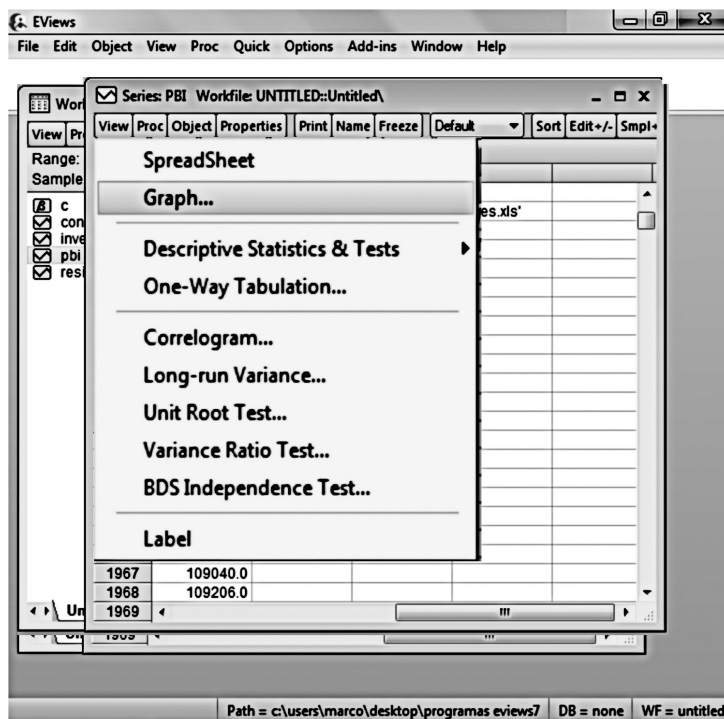 EViews
File Edit Object View Proc Quick Options Add-ins Window Help
Series: PBI Workfile: UNTITLED::Untitled\
View Proc Object Properties Print Name Freeze Default Sort Edit+/- Smpl+
View
Range:
Sample
c
pbi
SpreadSheet
Graph...
Descriptive Statistics & Tests
One-Way Tabulation...
Correlogram...
Long-run Variance...
Unit Root Test...
Variance Ratio Test...
BDS Independence Test...
Label
es.xls'
1967 109040.0
1968 109206.0
1969
Path = c:\users\marco\desktop\programas eviews7 DB = none WF = untitled